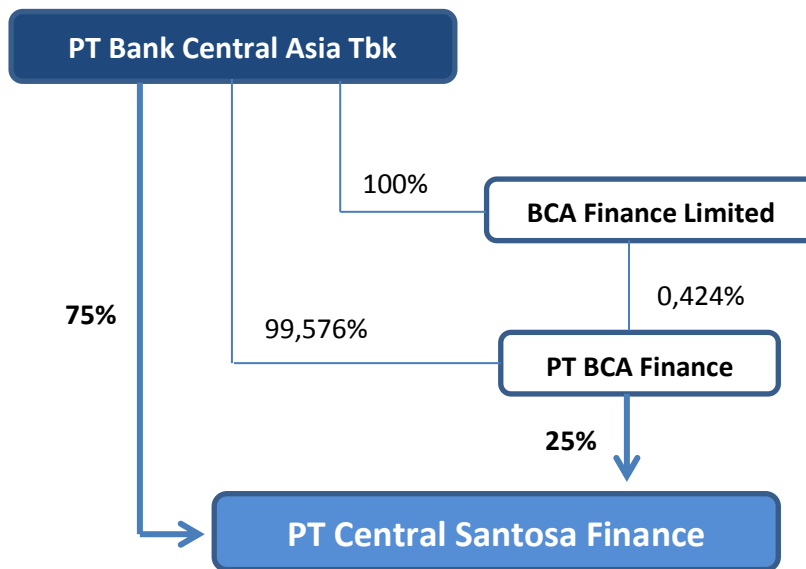 PT Bank Central Asia Tbk
100%
BCA Finance Limited
75%
0,424%
99,576%
PT BCA Finance
25%
PT Central Santosa Finance